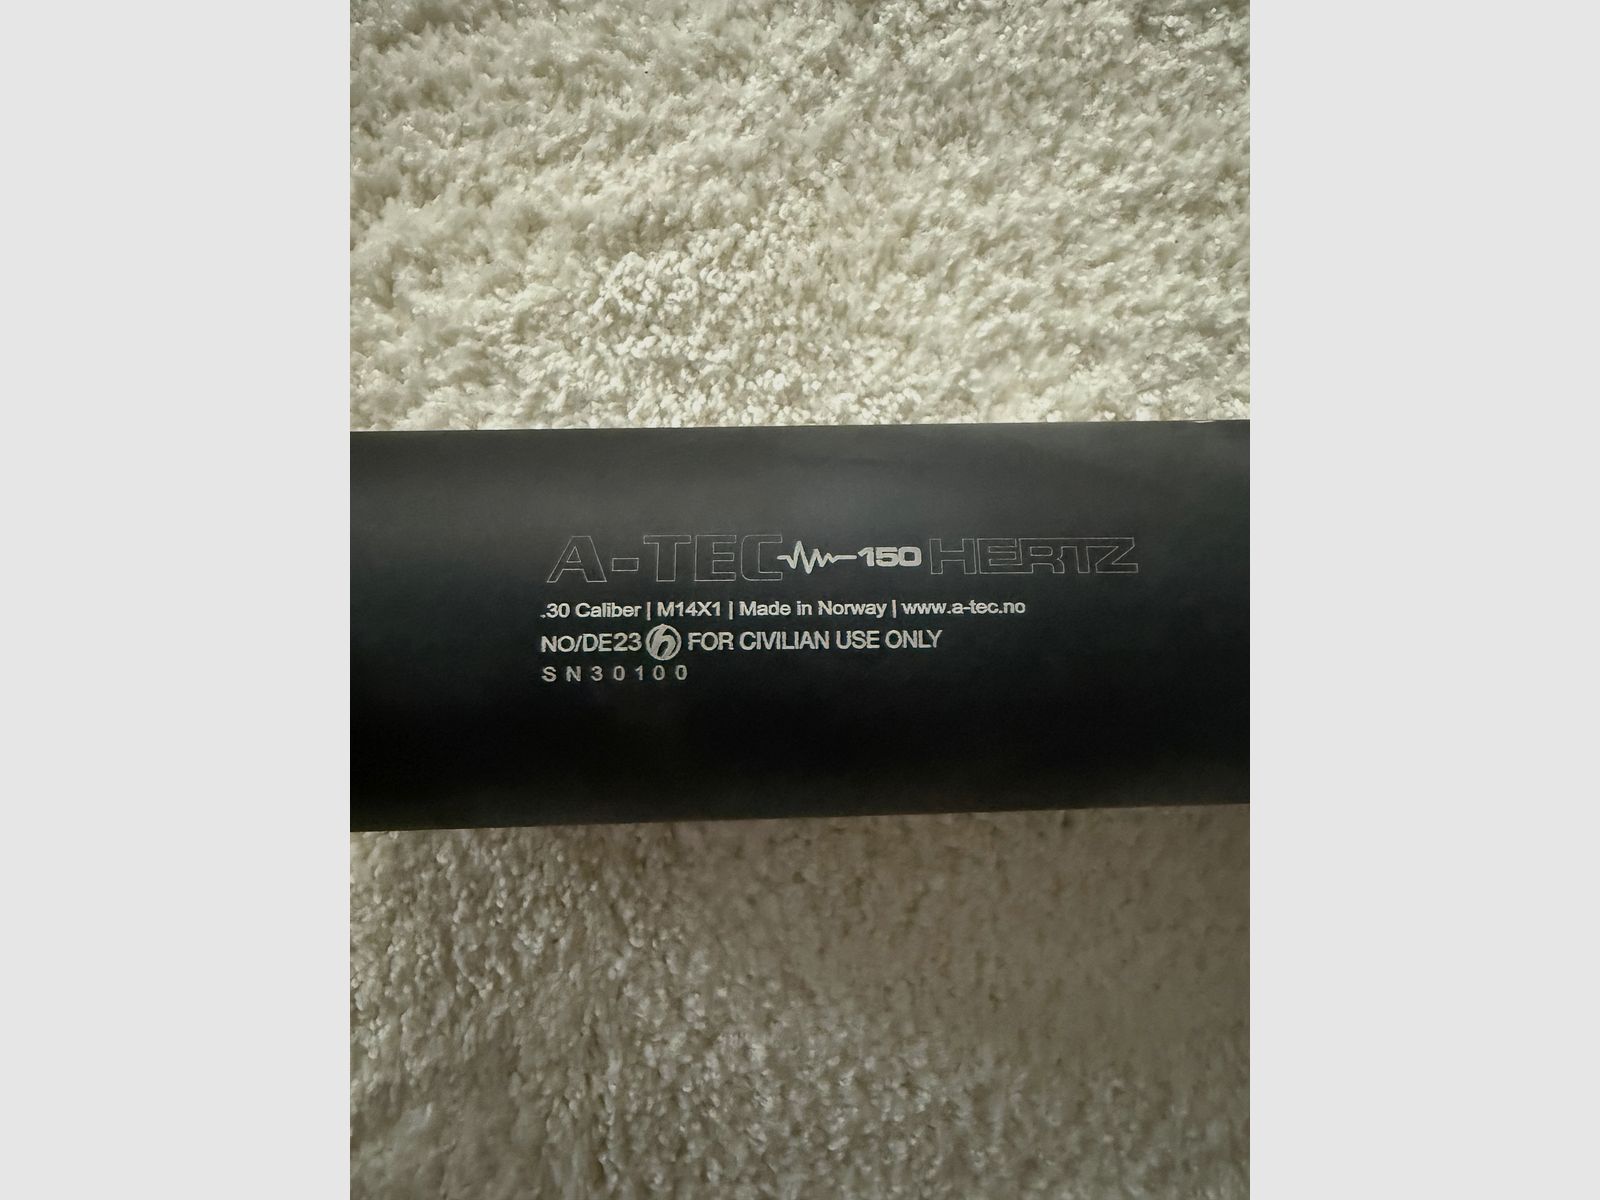 A-TEC 150 HERTZ
.30 Caliber | M14X1 | Made in Norway | www.a-tec.no
NO/DE23 FOR CIVILIAN USE ONLY
SN30100